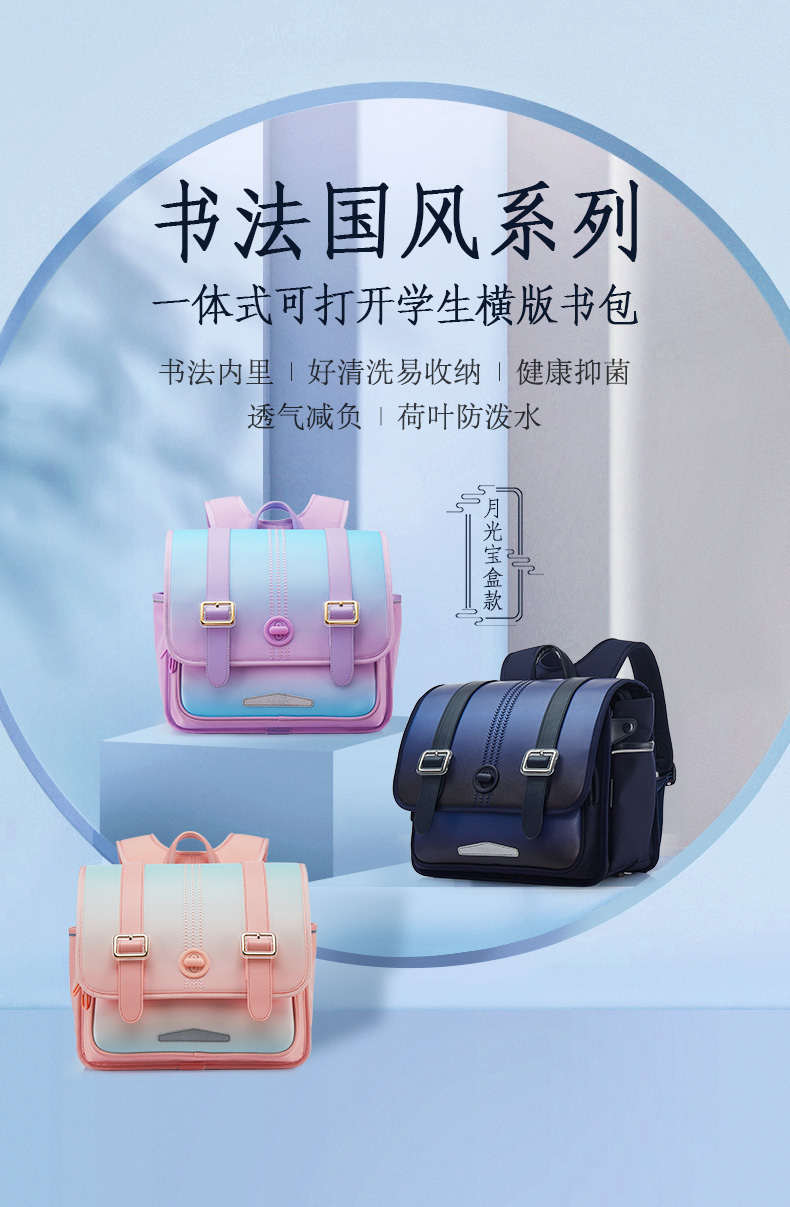 书法国风系列
一体式可打开学生横版书包
书法内里 | 好清洗易收纳 | 健康抑菌
透气减负 | 荷叶防泼水
月光宝盒款